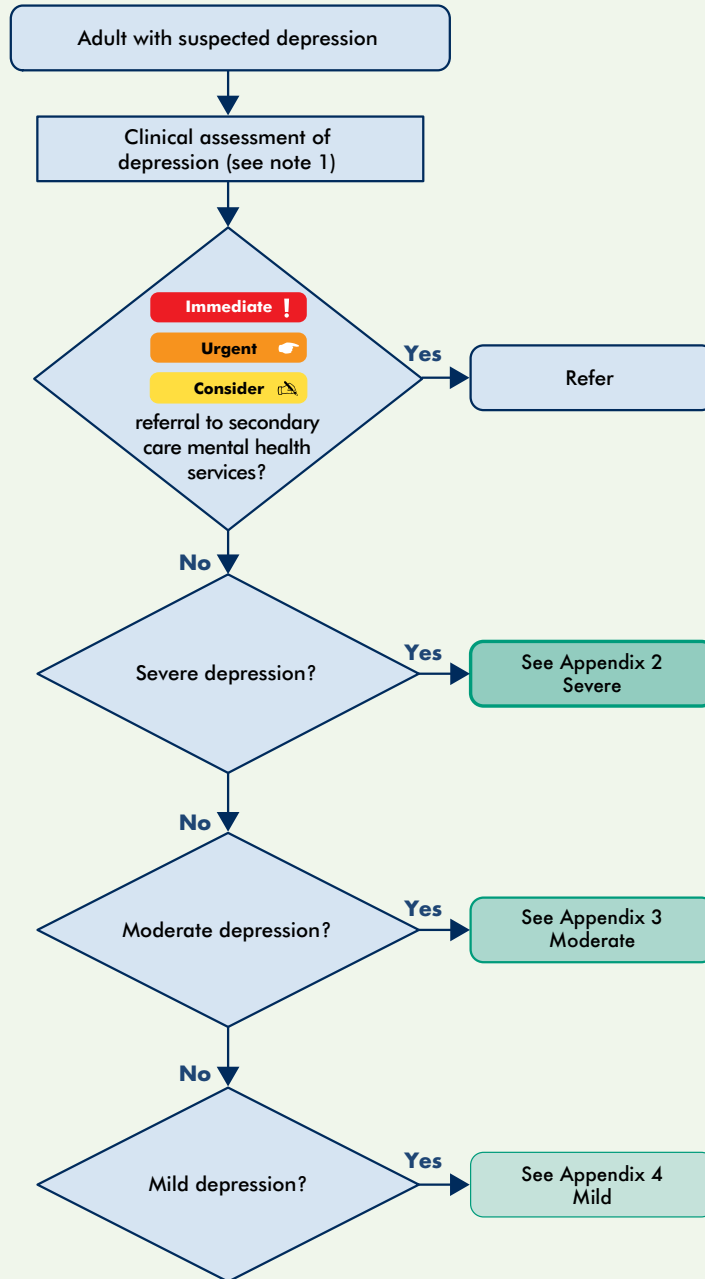 Adult with suspected depression
Clinical assessment of
depression (see note 1)
Immediate !
Urgent
Consider
referral to secondary
care mental health
services?
Yes
Refer
No
Severe depression?
Yes
See Appendix 2
Severe
No
Moderate depression?
Yes
See Appendix 3
Moderate
No
Mild depression?
Yes
See Appendix 4
Mild